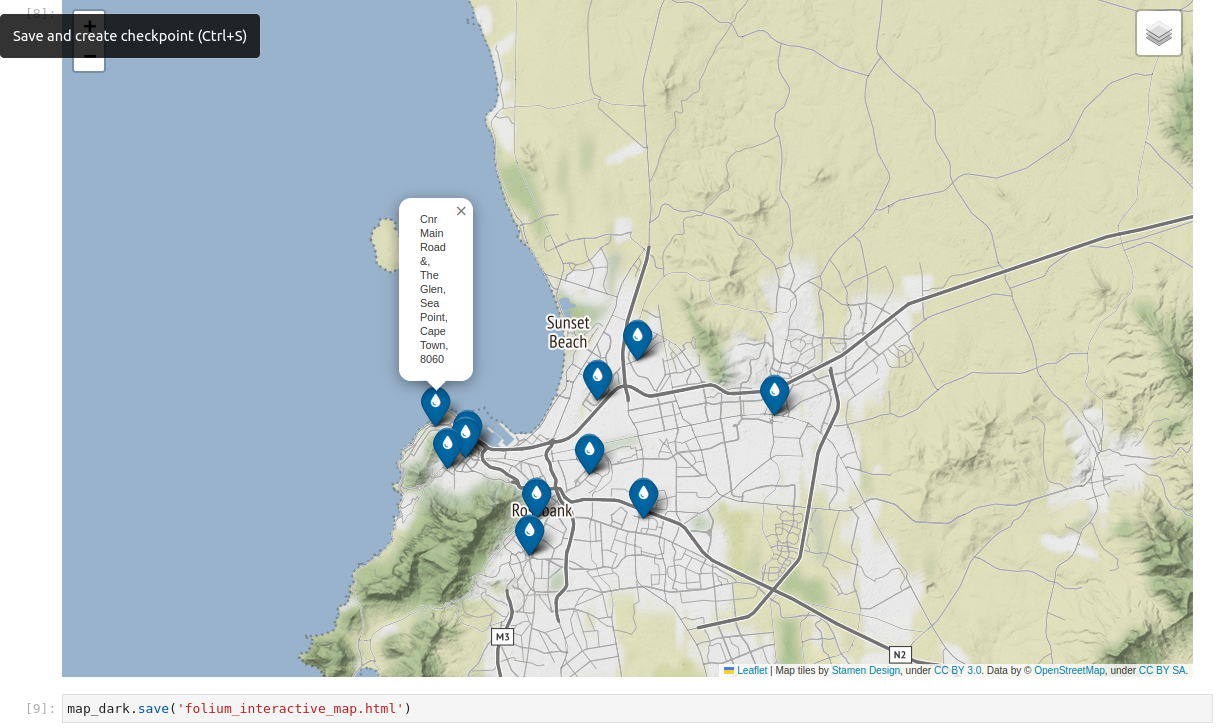 [8]:
+
Save and create checkpoint (Ctrl+S)
−
×
Cnr
Main
Road
&,
The
Glen,
Sea
Point,
Cape
Town,
8060
Sunset
Beach
M3
N2
Leaflet | Map tiles by Stamen Design, under CC BY 3.0. Data by © OpenStreetMap, under CC BY SA.
[9]: map_dark.save('folium_interactive_map.html')